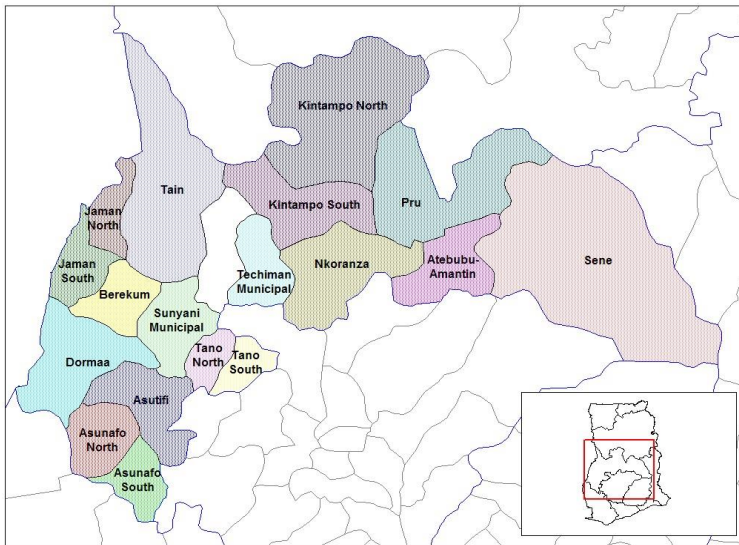 Kintampo North
Tain
Kintampo South
Pru
Jaman
North
Jaman
South
Techiman
Municipal
Nkoranza
Atebubu-
Amantin
Sene
Berekum
Sunyani
Municipal
Dormaa
Tano
North
Tano
South
Asutifi
Asunafo
North
Asunafo
South